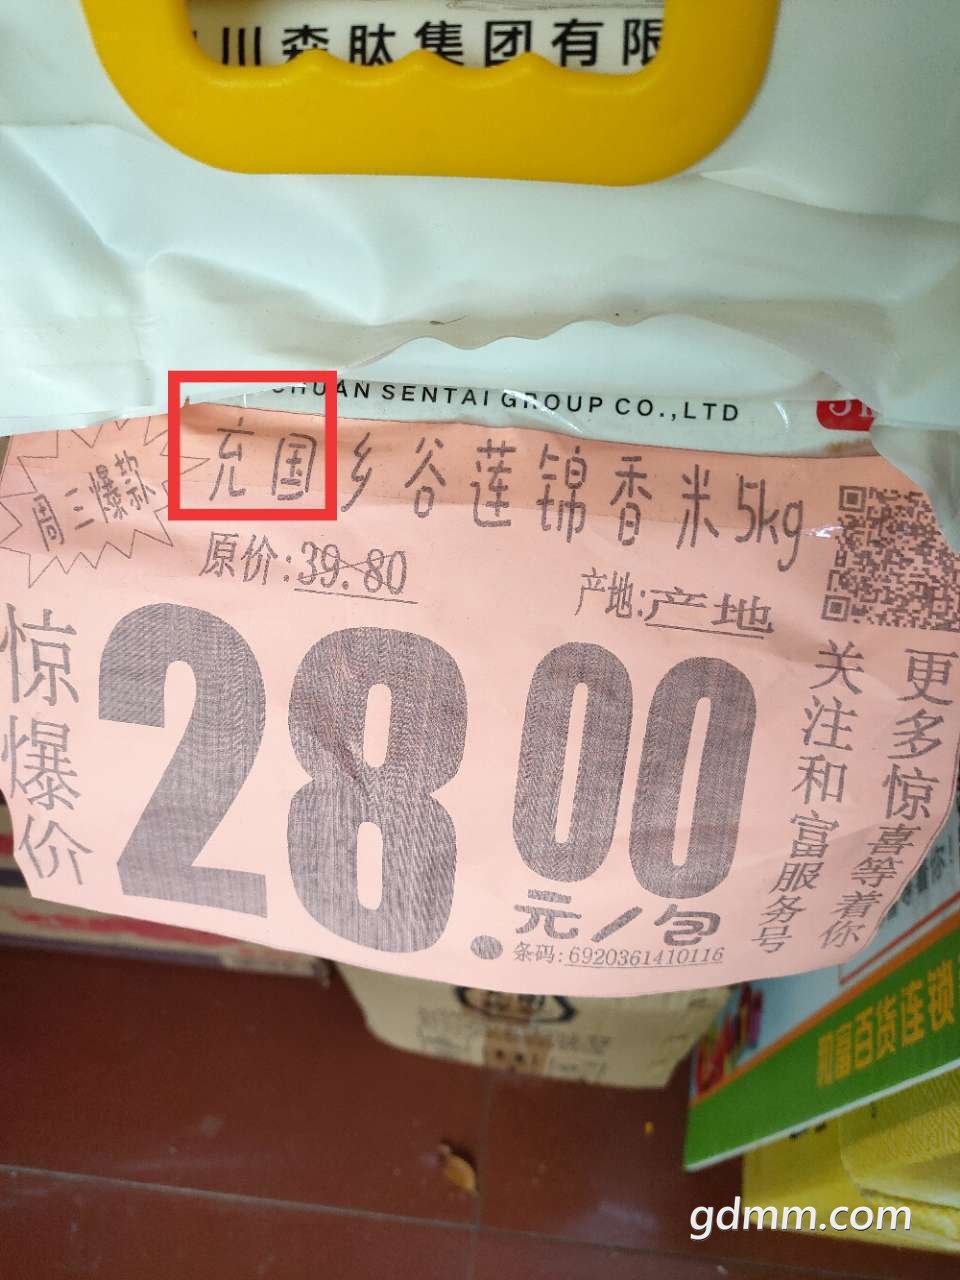 川森肽集团有限
CHUAN SENTAI GROUP CO.,LTD
周三爆款
充国乡谷莲锦香米5kg
原价:39.80
产地:产地
惊爆价
28.00
元/包
条码:6920361410116
关注和富服务号
更多惊喜等着你
和富百货连锁
gdmm.com